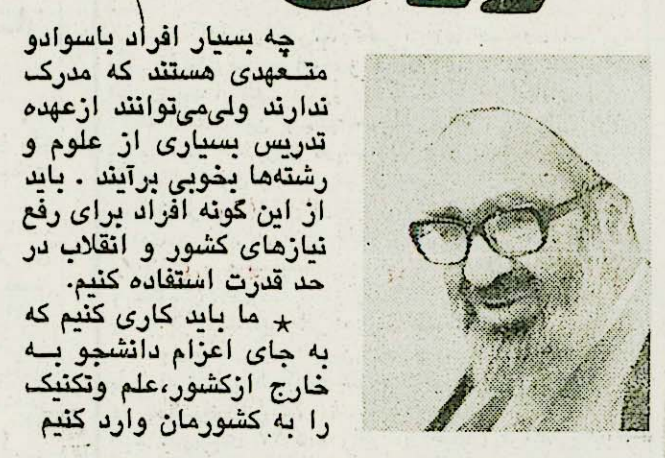 چه بسیار افراد باسوادو
متـعهدی هستند که مدرک
ندارند ولی‌می‌توانند ازعهده
تدریس بسیاری از علوم و
رشته‌ها بخوبی برآیند . باید
از این گونه افراد برای رفع
نیازهای کشور و انقلاب در
حد قدرت استفاده کنیم.
★ ما باید کاری کنیم که
به جای اعزام دانشجو بـه
خارج ازکشور،علم وتکنیک
را به کشورمان وارد کنیم